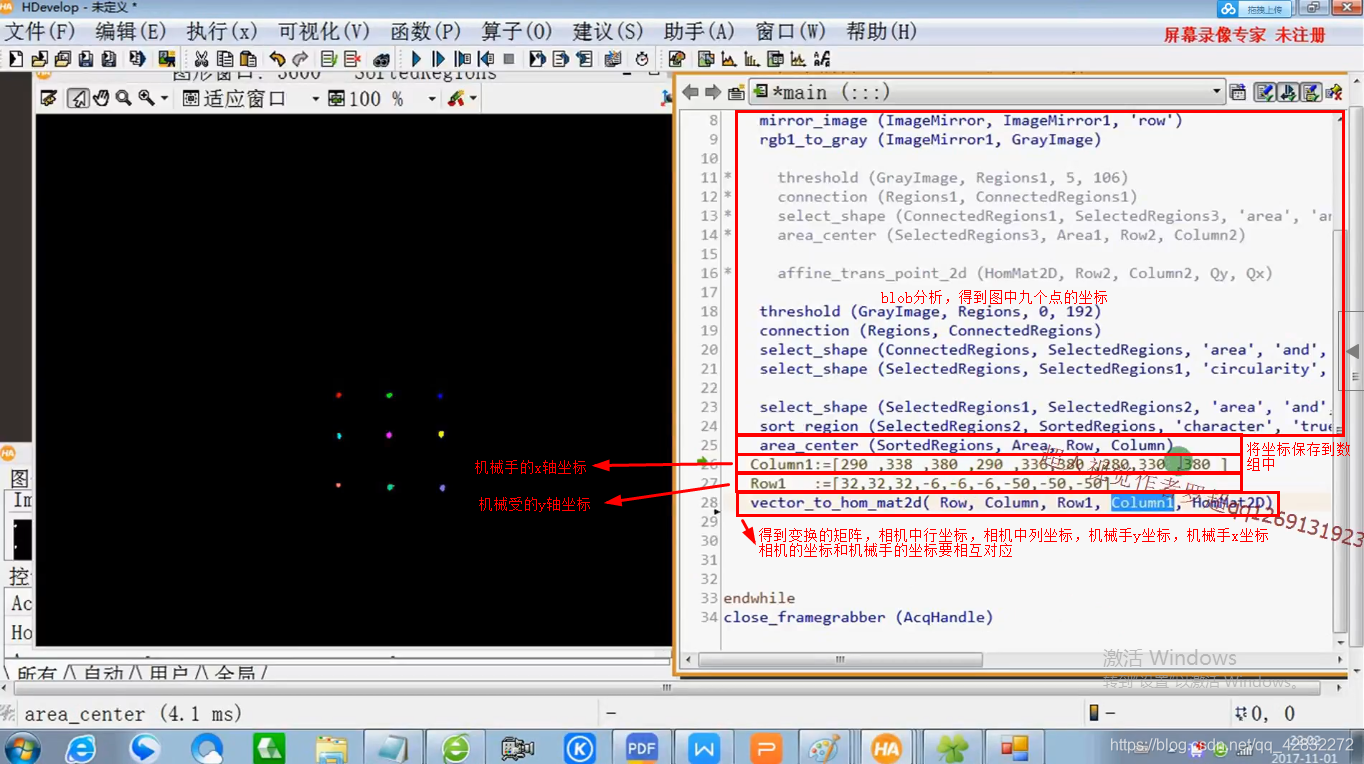 HDevelop - 未定义 *
拖拽上传
文件(F) 编辑(E) 执行(x) 可视化(V) 函数(P) 算子(O) 建议(S) 助手(A) 窗口(W) 帮助(H)
屏幕录像专家 未注册
图形窗口: 3600 - SortedRegions
适应窗口 100 %
*main (:::)
8 mirror_image (ImageMirror, ImageMirror1, 'row')
9 rgb1_to_gray (ImageMirror1, GrayImage)
10
11 * threshold (GrayImage, Regions1, 5, 106)
12 * connection (Regions1, ConnectedRegions1)
13 * select_shape (ConnectedRegions1, SelectedRegions3, 'area', 'an
14 * area_center (SelectedRegions3, Area1, Row2, Column2)
15
16 * affine_trans_point_2d (HomMat2D, Row2, Column2, Qy, Qx)
17
blob分析，得到图中九个点的坐标
18 threshold (GrayImage, Regions, 0, 192)
19 connection (Regions, ConnectedRegions)
20 select_shape (ConnectedRegions, SelectedRegions, 'area', 'and',
21 select_shape (SelectedRegions, SelectedRegions1, 'circularity',
22
23 select_shape (SelectedRegions1, SelectedRegions2, 'area', 'and',
24 sort_region (SelectedRegions2, SortedRegions, 'character', 'true
25 area_center (SortedRegions, Area, Row, Column)
将坐标保存到数
组中
26 Column1:=[290 ,338 ,380 ,290 ,336,380 ,280,330 ,380 ]
机械手的x轴坐标
27 Row1 :=[32,32,32,-6,-6,-6,-50,-50,-50]
机械受的y轴坐标
28 vector_to_hom_mat2d( Row, Column, Row1, Column1, HomMat2D)
qq1269131923
29
得到变换的矩阵，相机中行坐标，相机中列坐标，机械手y坐标，机械手x坐标
30
相机的坐标和机械手的坐标要相互对应
31
32
33 endwhile
34 close_framegrabber (AcqHandle)
图
Im
控
Ac
Ho
所有 自动 用户 全局
激活 Windows
转到"设置"以激活 Windows。
area_center (4.1 ms) – – 0, 0
PDF
HA
https://blog.csdn.net/qq_42832272
2017-11-01